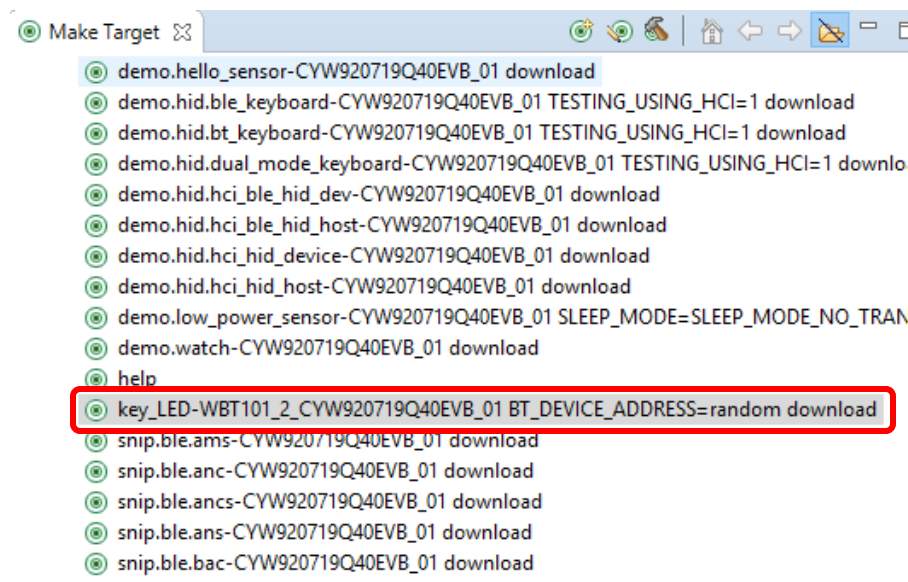 Make Target
demo.hello_sensor-CYW920719Q40EVB_01 download
demo.hid.ble_keyboard-CYW920719Q40EVB_01 TESTING_USING_HCI=1 download
demo.hid.bt_keyboard-CYW920719Q40EVB_01 TESTING_USING_HCI=1 download
demo.hid.dual_mode_keyboard-CYW920719Q40EVB_01 TESTING_USING_HCI=1 downlo
demo.hid.hci_ble_hid_dev-CYW920719Q40EVB_01 download
demo.hid.hci_ble_hid_host-CYW920719Q40EVB_01 download
demo.hid.hci_hid_device-CYW920719Q40EVB_01 download
demo.hid.hci_hid_host-CYW920719Q40EVB_01 download
demo.low_power_sensor-CYW920719Q40EVB_01 SLEEP_MODE=SLEEP_MODE_NO_TRAN
demo.watch-CYW920719Q40EVB_01 download
help
key_LED-WBT101_2_CYW920719Q40EVB_01 BT_DEVICE_ADDRESS=random download
snip.ble.ams-CYW920719Q40EVB_01 download
snip.ble.anc-CYW920719Q40EVB_01 download
snip.ble.ancs-CYW920719Q40EVB_01 download
snip.ble.ans-CYW920719Q40EVB_01 download
snip.ble.bac-CYW920719Q40EVB_01 download